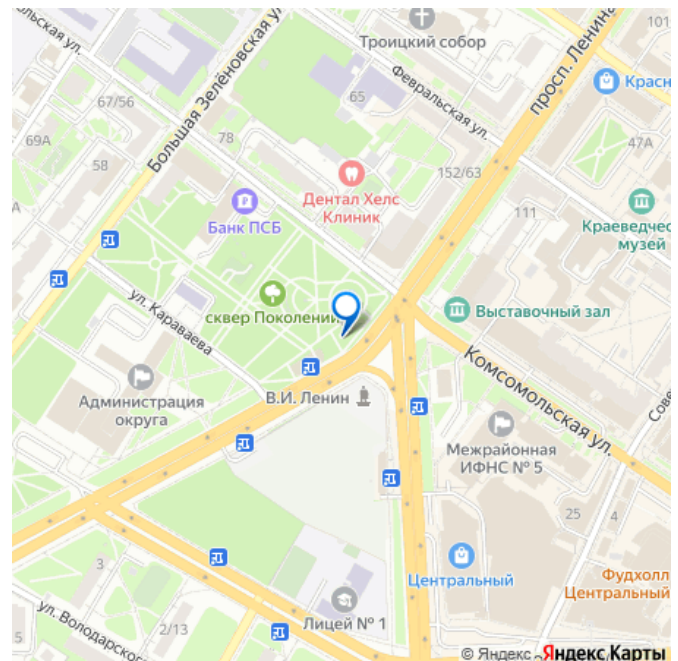 ольская ул.
Троицкий собор
101
просп. Ленина
Красн
67/56
Большая Зелёновская ул
65
Февральская ул.
69А
78
47А
58
152/63
Дентал Хелс
Клиник
А
111
Банк ПСБ
Краеведчес
музей
ул. Караваева
сквер Поколений
Выставочный зал
Комсомольская ул.
В.И. Ленин
Администрация
округа
Сове
Межрайонная
ИФНС № 5
25
4
3
Центральный
Фудхолл
Центральный
ул. Володарского
5
2/13
Лицей № 1
© Яндекс Яндекс Карты